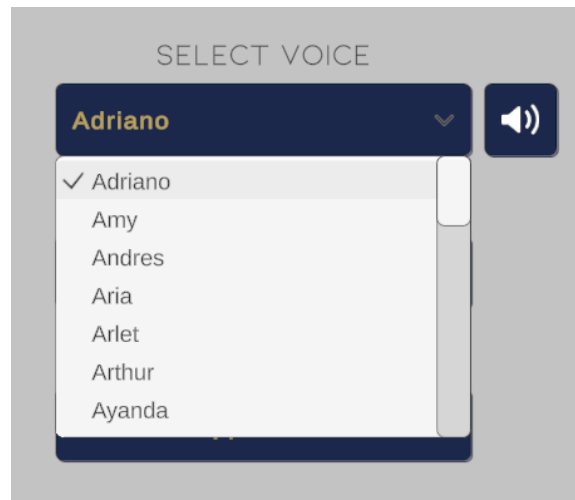 SELECT VOICE
Adriano
Adriano
Amy
Andres
Aria
Arlet
Arthur
Ayanda